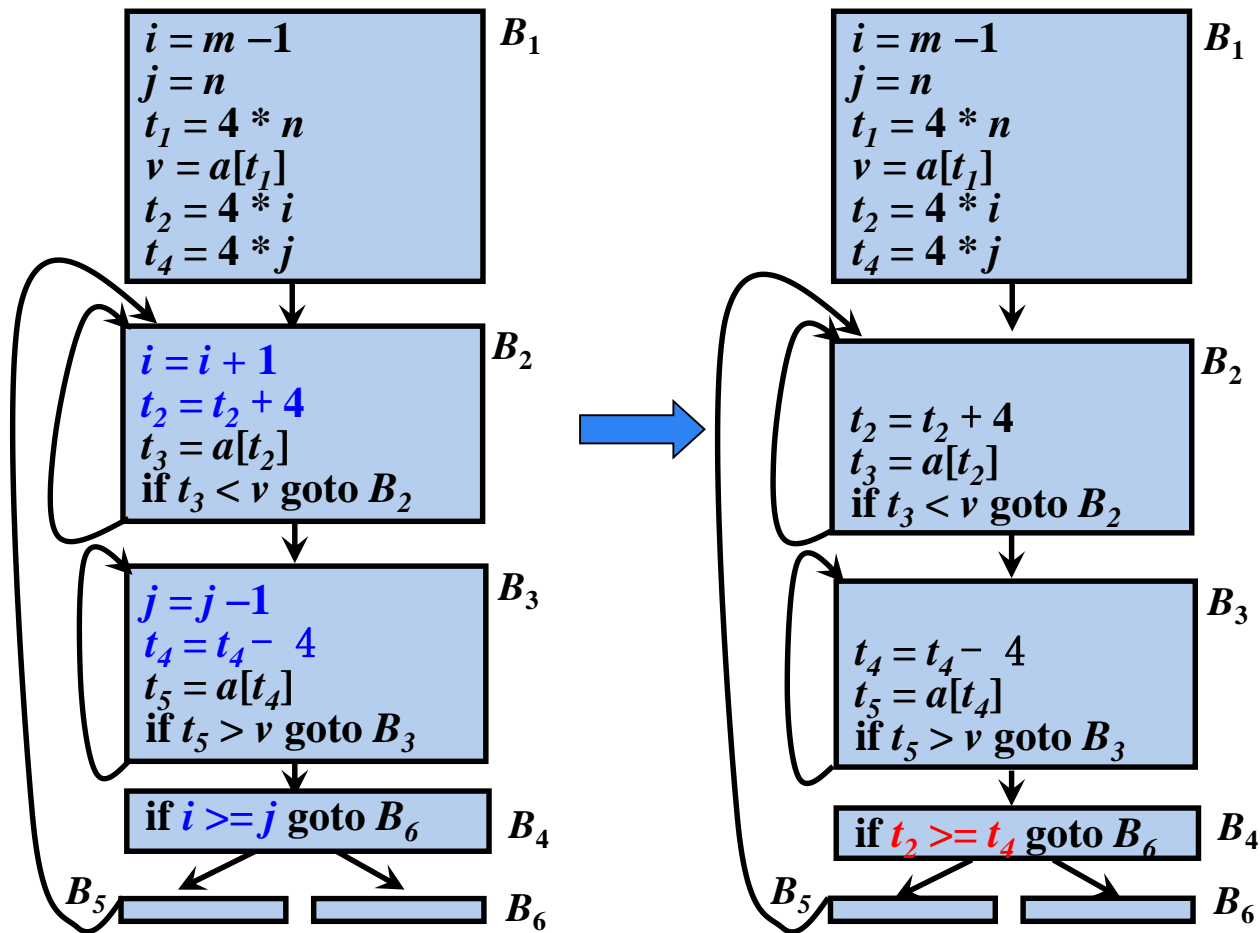 i = m −1
B₁
j = n
t₁ = 4 * n
v = a[t₁]
t₂ = 4 * i
t₄ = 4 * j
i = i + 1
B₂
t₂ = t₂ + 4
t₃ = a[t₂]
if t₃ < v goto B₂
j = j −1
B₃
t₄ = t₄ − 4
t₅ = a[t₄]
if t₅ > v goto B₃
if i >= j goto B₆
B₄
B₅
B₆
i = m −1
B₁
j = n
t₁ = 4 * n
v = a[t₁]
t₂ = 4 * i
t₄ = 4 * j
B₂
t₂ = t₂ + 4
t₃ = a[t₂]
if t₃ < v goto B₂
B₃
t₄ = t₄ − 4
t₅ = a[t₄]
if t₅ > v goto B₃
if t₂ >= t₄ goto B₆
B₄
B₅
B₆